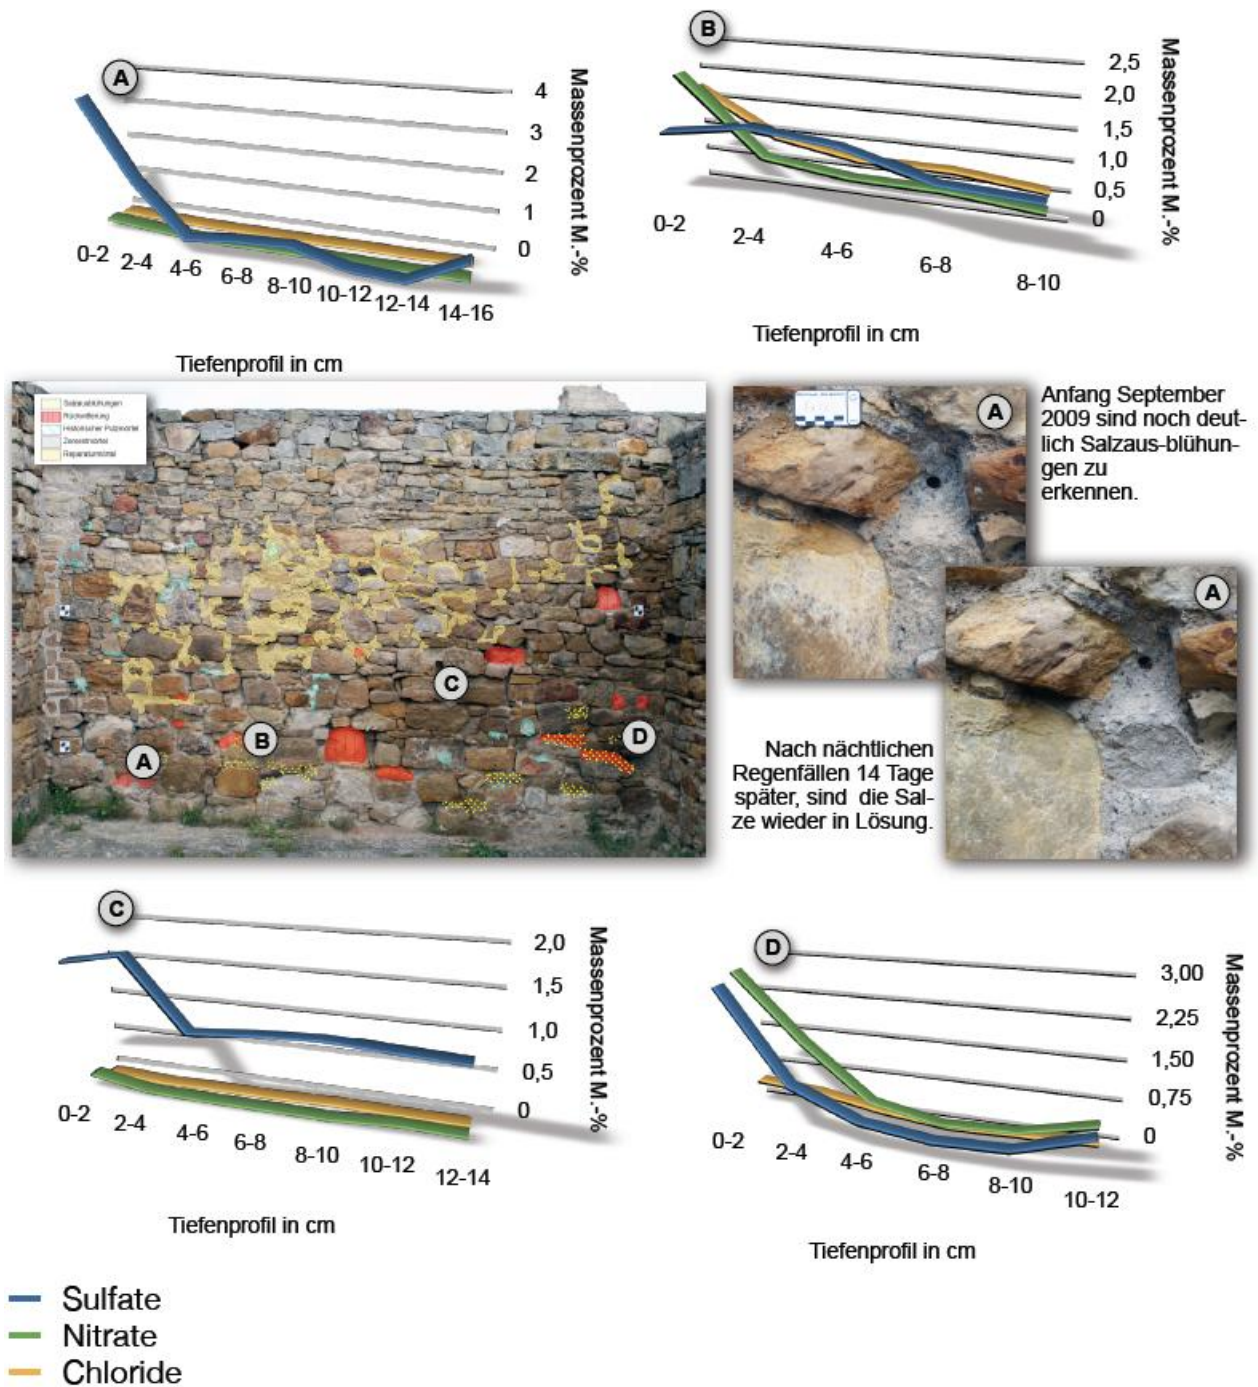 A
4
3
2
1
0
Massenprozent M.-%
0-2
2-4
4-6
6-8
8-10
10-12
12-14
14-16
Tiefenprofil in cm
B
2,5
2,0
1,5
1,0
0,5
0
Massenprozent M.-%
0-2
2-4
4-6
6-8
8-10
Tiefenprofil in cm
Salzausblühungen
Rückwitterung
Historischer Putzmörtel
Zementmörtel
Reparaturmörtel
A
B
C
D
A
Anfang September
2009 sind noch deut-
lich Salzaus-blühun-
gen zu
erkennen.
A
Nach nächtlichen
Regenfällen 14 Tage
später, sind die Sal-
ze wieder in Lösung.
C
2,0
1,5
1,0
0,5
0
Massenprozent M.-%
0-2
2-4
4-6
6-8
8-10
10-12
12-14
Tiefenprofil in cm
D
3,00
2,25
1,50
0,75
0
Massenprozent M.-%
0-2
2-4
4-6
6-8
8-10
10-12
Tiefenprofil in cm
Sulfate
Nitrate
Chloride